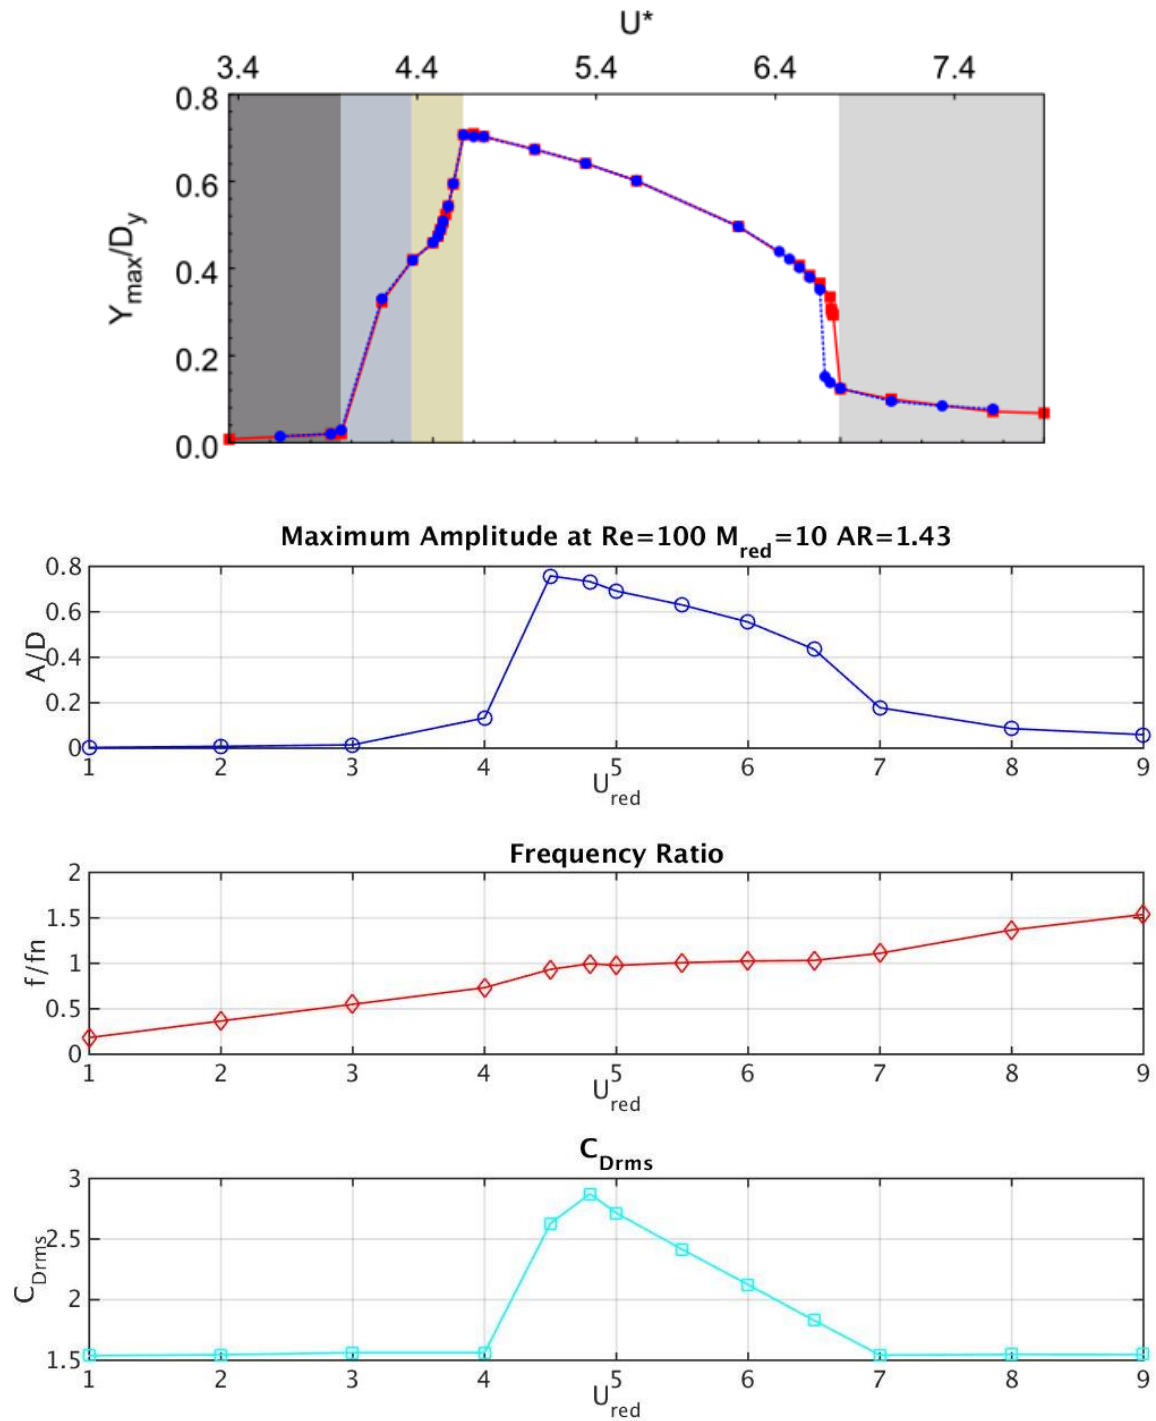 U*
3.4 4.4 5.4 6.4 7.4
0.8
0.6
0.4
0.2
0.0
Ymax/Dy
Maximum Amplitude at Re=100 Mred=10 AR=1.43
0.8
0.6
0.4
0.2
0
A/D
1 2 3 4 5 6 7 8 9
Ured
Frequency Ratio
2
1.5
1
0.5
0
f/fn
1 2 3 4 5 6 7 8 9
Ured
CDrms
3
2.5
2
1.5
CDrms
1 2 3 4 5 6 7 8 9
Ured